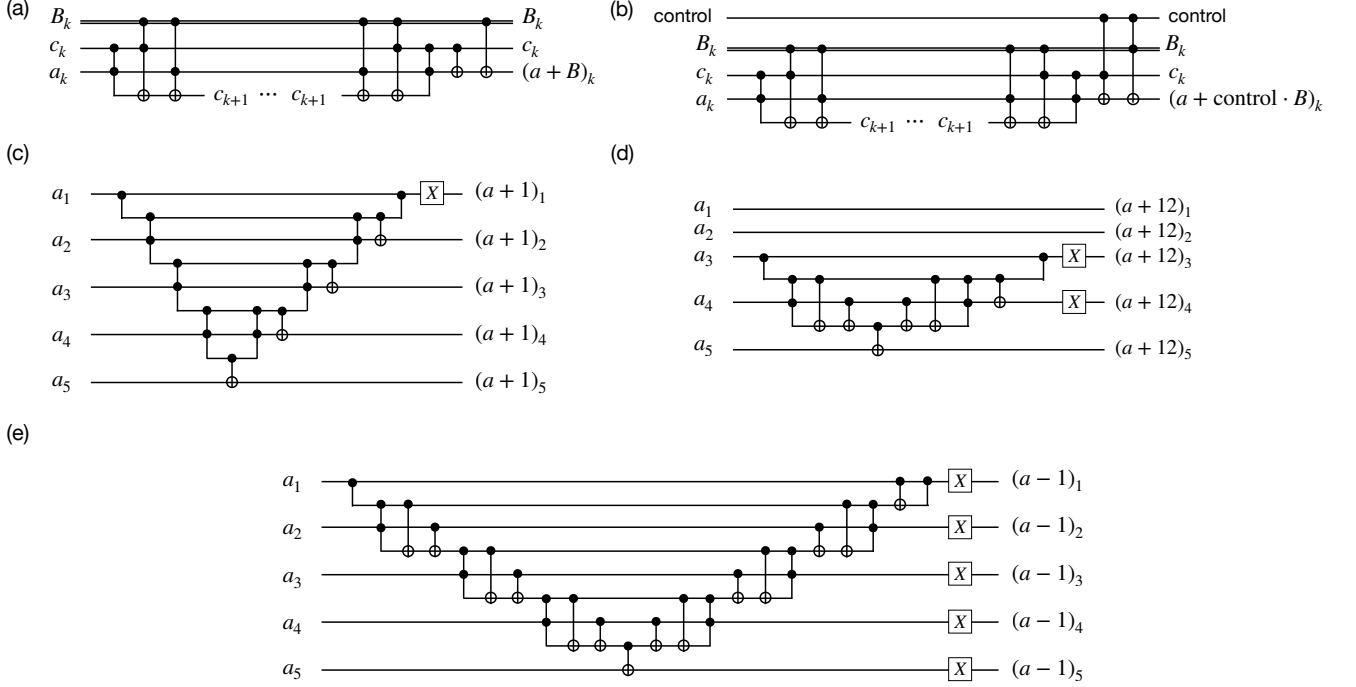 (a)
B_k B_k
c_k c_k
a_k (a + B)_k
c_{k+1} ··· c_{k+1}
(b)
control control
B_k B_k
c_k c_k
a_k (a + control · B)_k
c_{k+1} ··· c_{k+1}
(c)
a_1 X (a + 1)_1
a_2 (a + 1)_2
a_3 (a + 1)_3
a_4 (a + 1)_4
a_5 (a + 1)_5
(d)
a_1 (a + 12)_1
a_2 (a + 12)_2
a_3 X (a + 12)_3
a_4 X (a + 12)_4
a_5 (a + 12)_5
(e)
a_1 X (a − 1)_1
a_2 X (a − 1)_2
a_3 X (a − 1)_3
a_4 X (a − 1)_4
a_5 X (a − 1)_5